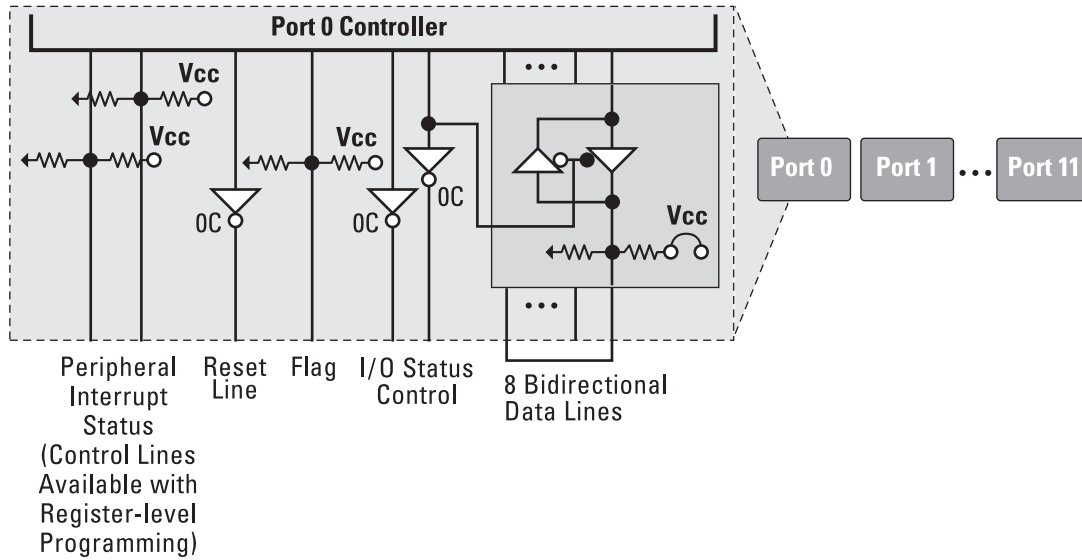 Port 0 Controller
•••
Vcc
Vcc
Vcc
OC
OC
OC
Vcc
•••
Port 0
Port 1
•••
Port 11
Peripheral
Interrupt
Status
(Control Lines
Available with
Register-level
Programming)
Reset
Line
Flag
I/O Status
Control
8 Bidirectional
Data Lines